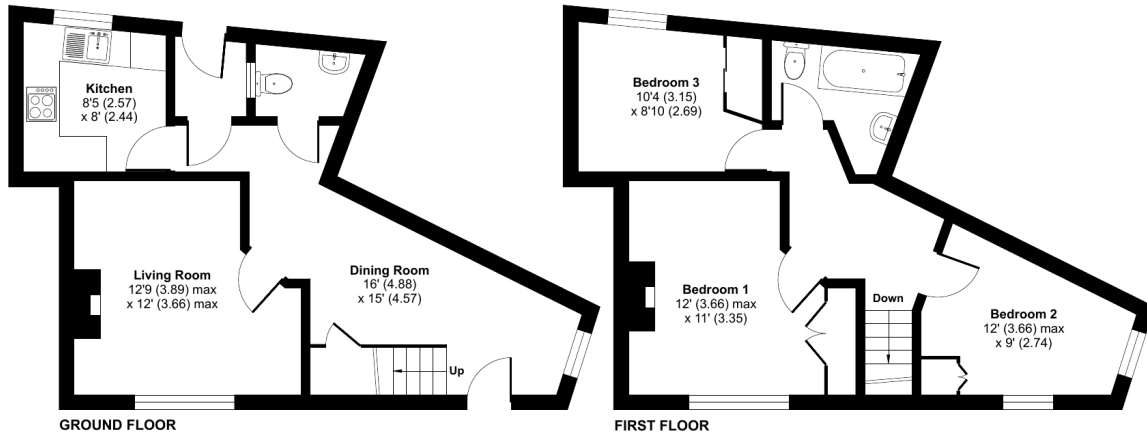 Kitchen
8'5 (2.57)
x 8' (2.44)
Living Room
12'9 (3.89) max
x 12' (3.66) max
Dining Room
16' (4.88)
x 15' (4.57)
Up
GROUND FLOOR
Bedroom 3
10'4 (3.15)
x 8'10 (2.69)
Bedroom 1
12' (3.66) max
x 11' (3.35)
Down
Bedroom 2
12' (3.66) max
x 9' (2.74)
FIRST FLOOR